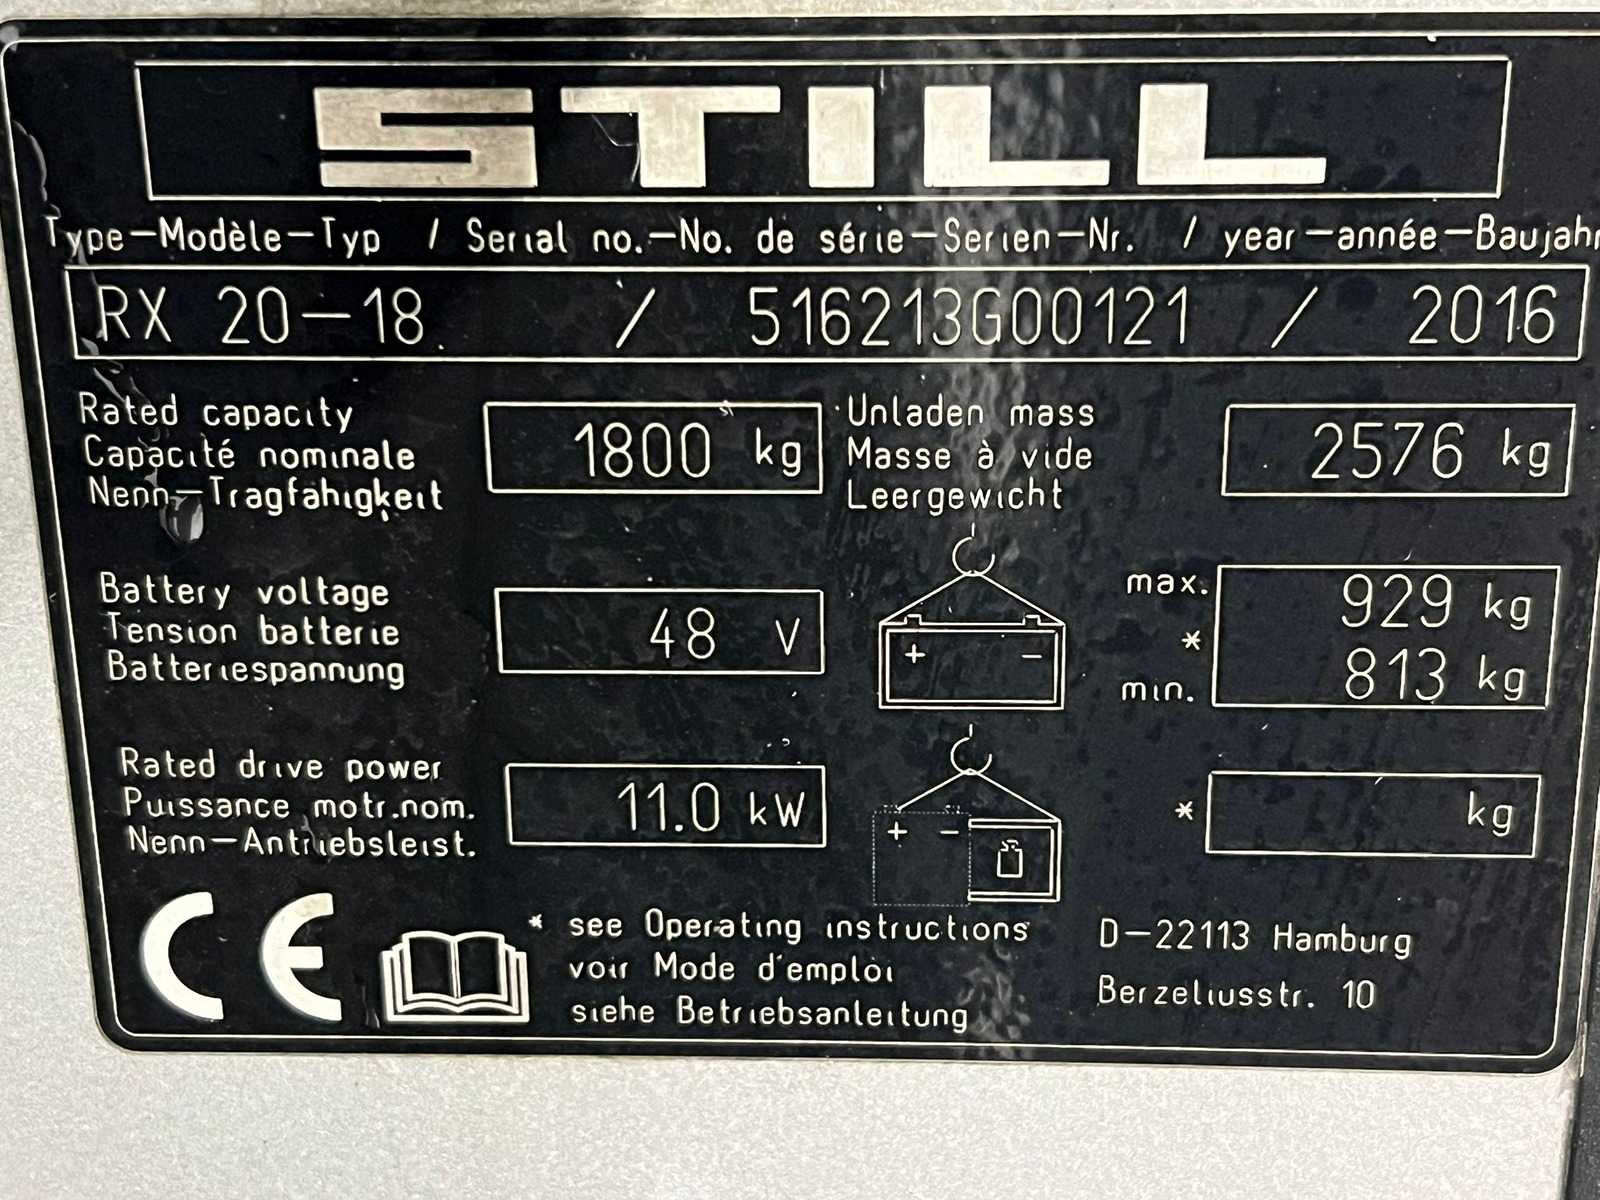 STILL
Type-Modèle-Typ / Serial no.-No. de série-Serien-Nr. / year-année-Baujahr
RX 20-18 / 516213G00121 / 2016
Rated capacity
Capacité nominale
Nenn-Tragfähigkeit
1800 kg
Unladen mass
Masse à vide
Leergewicht
2576 kg
Battery voltage
Tension batterie
Batteriespannung
48 V
+ -
max. 929 kg
*
min. 813 kg
Rated drive power
Puissance motr.nom.
Nenn-Antriebsleist.
11.0 kW
+ -
* kg
CE
* see Operating instructions
voir Mode d'emploi
siehe Betriebsanleitung
D-22113 Hamburg
Berzeliusstr. 10